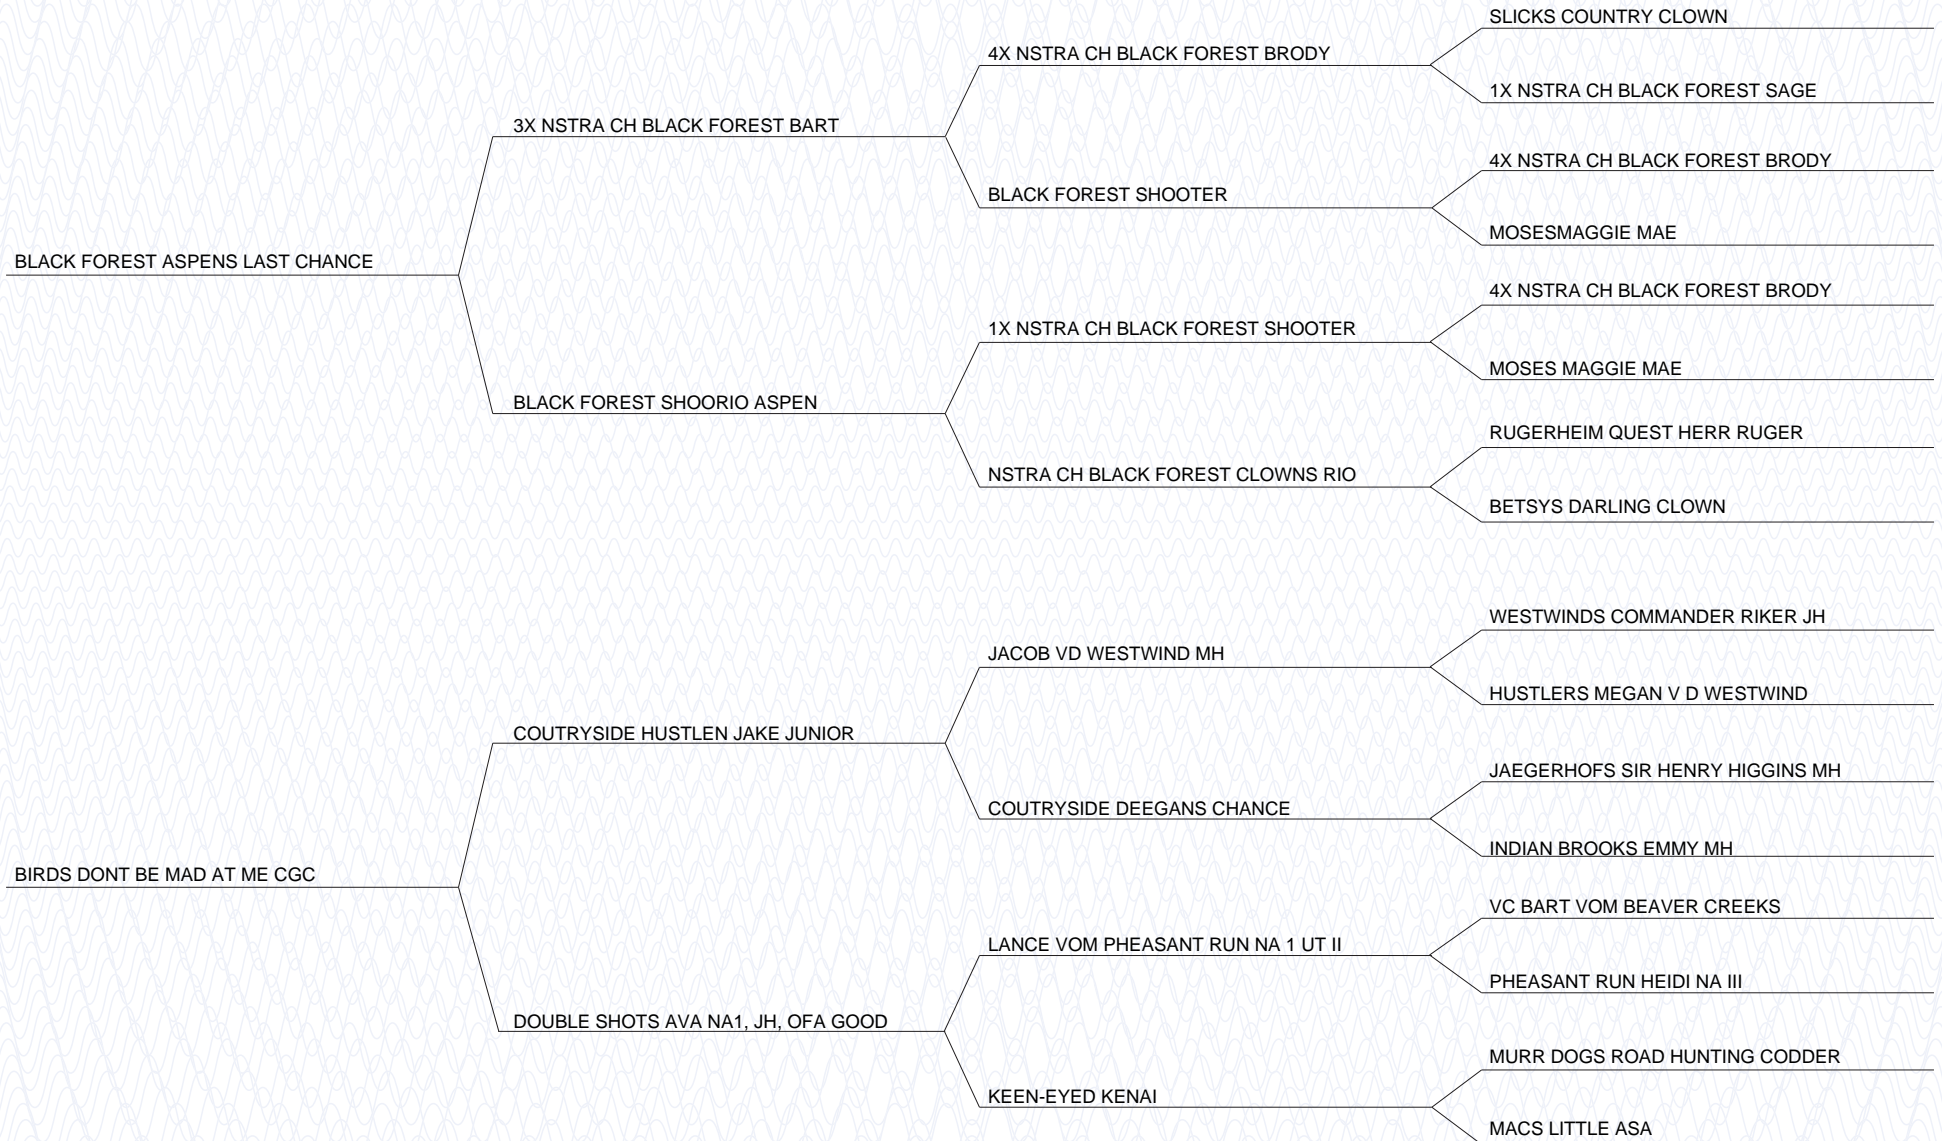 SLICKS COUNTRY CLOWN
4X NSTRA CH BLACK FOREST BRODY
1X NSTRA CH BLACK FOREST SAGE
3X NSTRA CH BLACK FOREST BART
4X NSTRA CH BLACK FOREST BRODY
BLACK FOREST SHOOTER
MOSESMAGGIE MAE
BLACK FOREST ASPENS LAST CHANCE
4X NSTRA CH BLACK FOREST BRODY
1X NSTRA CH BLACK FOREST SHOOTER
MOSES MAGGIE MAE
BLACK FOREST SHOORIO ASPEN
RUGERHEIM QUEST HERR RUGER
NSTRA CH BLACK FOREST CLOWNS RIO
BETSYS DARLING CLOWN
WESTWINDS COMMANDER RIKER JH
JACOB VD WESTWIND MH
HUSTLERS MEGAN V D WESTWIND
COUTRYSIDE HUSTLEN JAKE JUNIOR
JAEGERHOFS SIR HENRY HIGGINS MH
COUTRYSIDE DEEGANS CHANCE
INDIAN BROOKS EMMY MH
BIRDS DONT BE MAD AT ME CGC
VC BART VOM BEAVER CREEKS
LANCE VOM PHEASANT RUN NA 1 UT II
PHEASANT RUN HEIDI NA III
DOUBLE SHOTS AVA NA1, JH, OFA GOOD
MURR DOGS ROAD HUNTING CODDER
KEEN-EYED KENAI
MACS LITTLE ASA